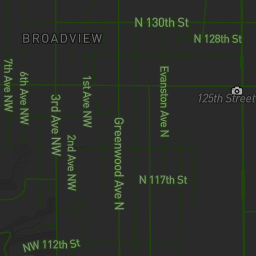 N 130th St
BROADVIEW
N 128th St
7th Ave NW
6th Ave NW
3rd Ave NW
1st Ave NW
2nd Ave NW
Greenwood Ave N
Evanston Ave N
125th Street
N 117th St
NW 112th St